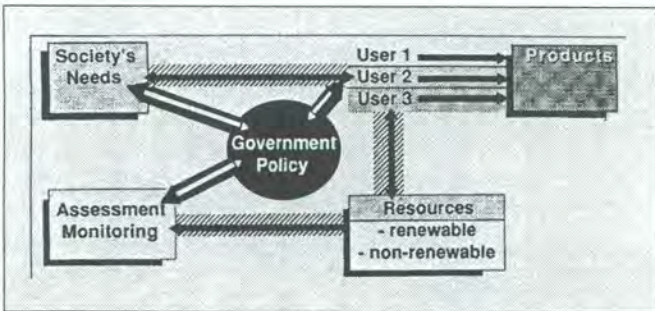 Society's
Needs
User 1
User 2
User 3
Products
Government
Policy
Assessment
Monitoring
Resources
- renewable
- non-renewable